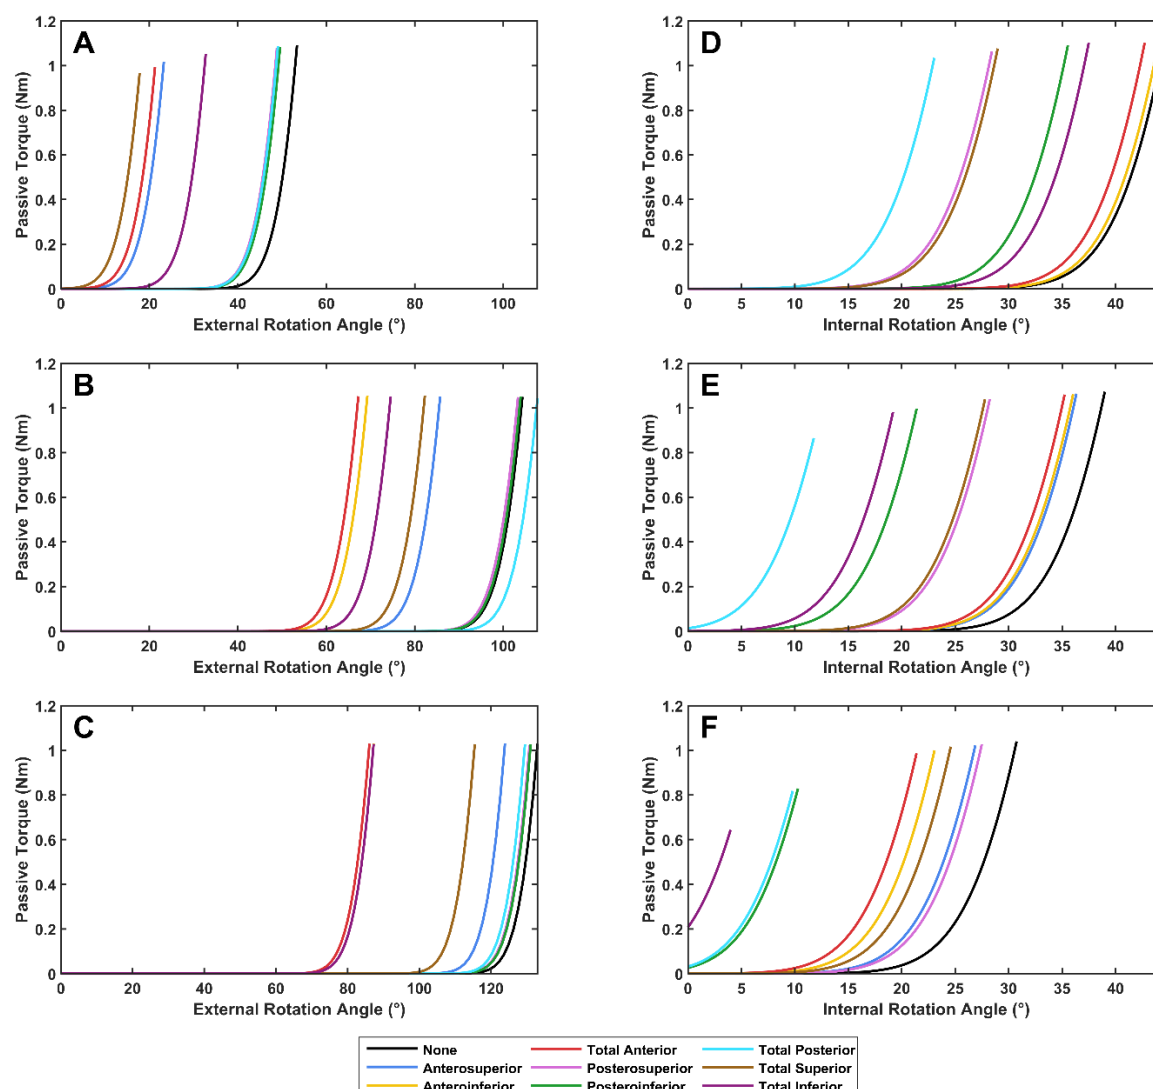 A
1.2
1
0.8
0.6
0.4
0.2
0
Passive Torque (Nm)
0 20 40 60 80 100
External Rotation Angle (°)
D
1.2
1
0.8
0.6
0.4
0.2
0
Passive Torque (Nm)
0 5 10 15 20 25 30 35 40
Internal Rotation Angle (°)
B
1.2
1
0.8
0.6
0.4
0.2
0
Passive Torque (Nm)
0 20 40 60 80 100
External Rotation Angle (°)
E
1.2
1
0.8
0.6
0.4
0.2
0
Passive Torque (Nm)
0 5 10 15 20 25 30 35 40
Internal Rotation Angle (°)
C
1.2
1
0.8
0.6
0.4
0.2
0
Passive Torque (Nm)
0 20 40 60 80 100 120
External Rotation Angle (°)
F
1.2
1
0.8
0.6
0.4
0.2
0
Passive Torque (Nm)
0 5 10 15 20 25 30 35 40
Internal Rotation Angle (°)
None Total Anterior Total Posterior
Anterosuperior Posterosuperior Total Superior
Anteroinferior Posteroinferior Total Inferior